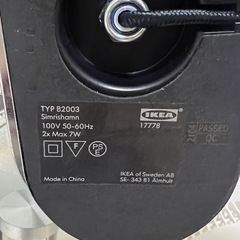 TYP B2003
Simrishamn
100V 50-60Hz
2x Max 7W
F
PS
E
Made in China
IKEA
17778
IKEA of Sweden AB
SE- 343 81 Älmhult
PASSED
QC